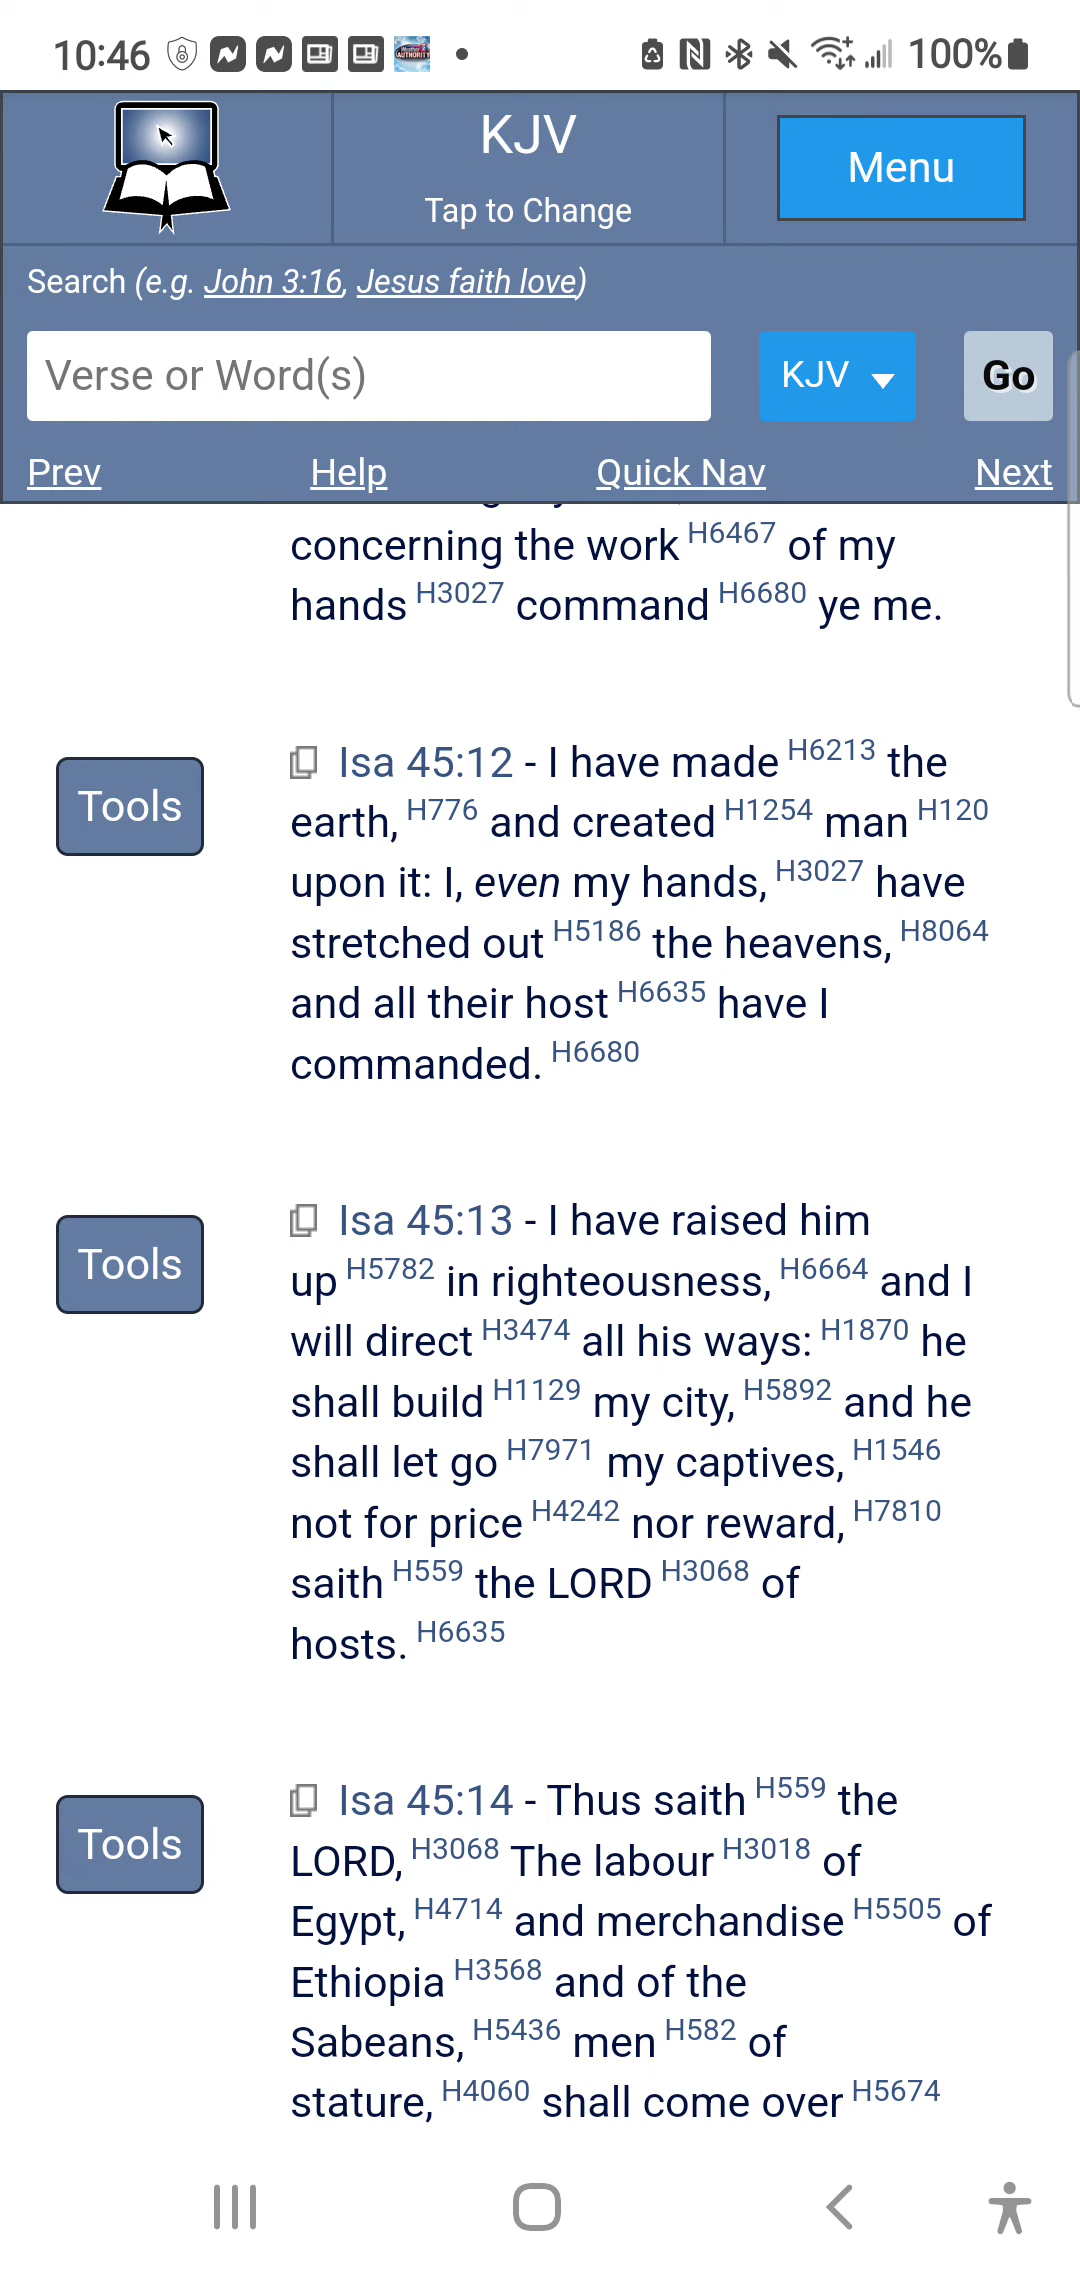 10:46
100%
KJV
Tap to Change
Menu
Search (e.g. John 3:16, Jesus faith love)
Verse or Word(s)
KJV
Go
Prev
Help
Quick Nav
Next
concerning the work H6467 of my
hands H3027 command H6680 ye me.
Tools
Isa 45:12 - I have made H6213 the
earth, H776 and created H1254 man H120
upon it: I, even my hands, H3027 have
stretched out H5186 the heavens, H8064
and all their host H6635 have I
commanded. H6680
Tools
Isa 45:13 - I have raised him
up H5782 in righteousness, H6664 and I
will direct H3474 all his ways: H1870 he
shall build H1129 my city, H5892 and he
shall let go H7971 my captives, H1546
not for price H4242 nor reward, H7810
saith H559 the LORD H3068 of
hosts. H6635
Tools
Isa 45:14 - Thus saith H559 the
LORD, H3068 The labour H3018 of
Egypt, H4714 and merchandise H5505 of
Ethiopia H3568 and of the
Sabeans, H5436 men H582 of
stature, H4060 shall come over H5674